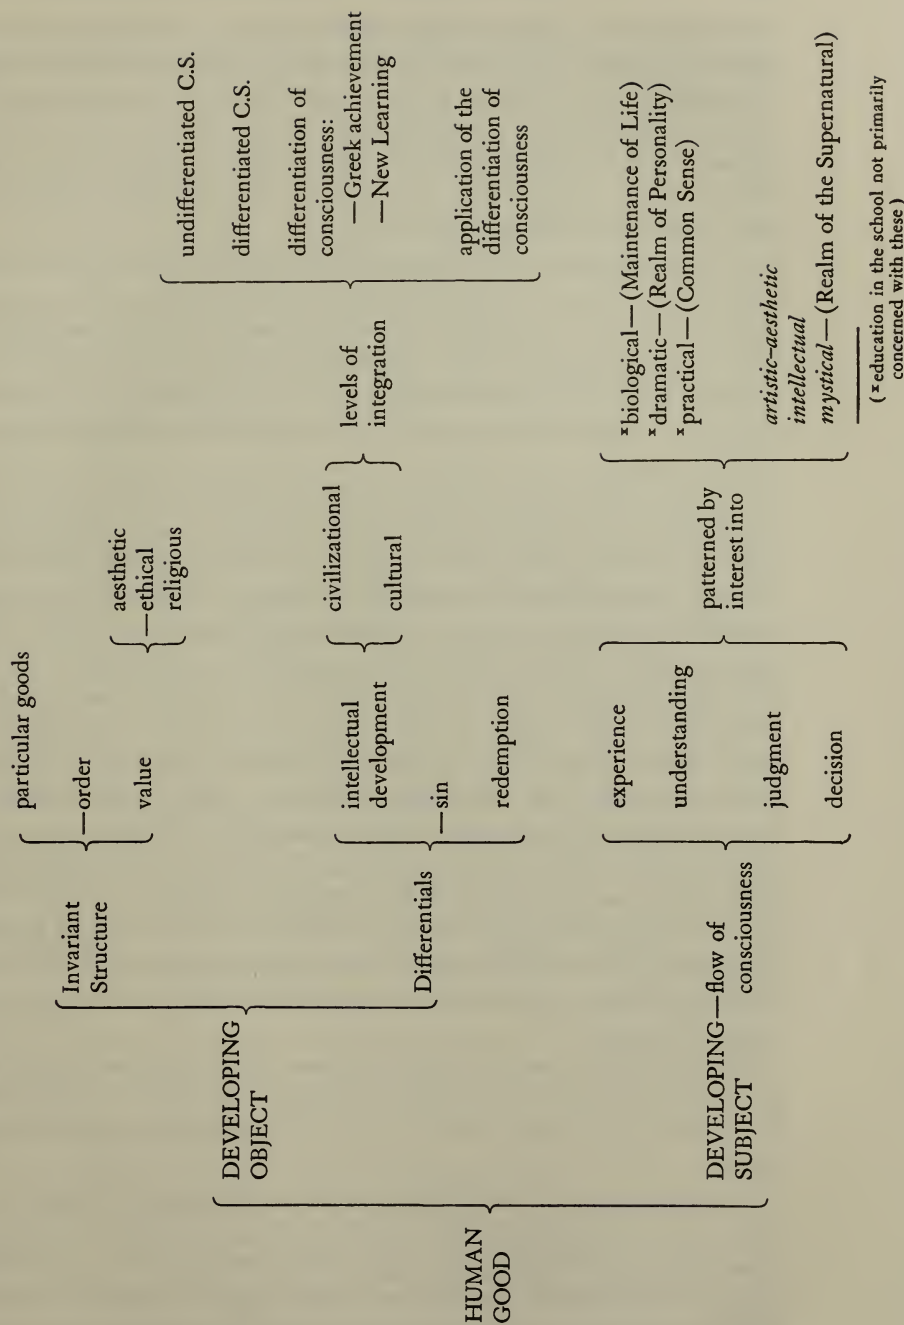 HUMAN
GOOD
DEVELOPING
OBJECT
Invariant
Structure
particular goods
—order
value
aesthetic
—ethical
religious
Differentials
intellectual
development
—sin
redemption
civilizational
cultural
levels of
integration
undifferentiated C.S.
differentiated C.S.
differentiation of
consciousness:
—Greek achievement
—New Learning
application of the
differentiation of
consciousness
DEVELOPING—flow of
SUBJECT consciousness
experience
understanding
judgment
decision
patterned by
interest into
xbiological—(Maintenance of Life)
xdramatic—(Realm of Personality)
xpractical—(Common Sense)
artistic–aesthetic
intellectual
mystical—(Realm of the Supernatural)
(xeducation in the school not primarily
concerned with these)